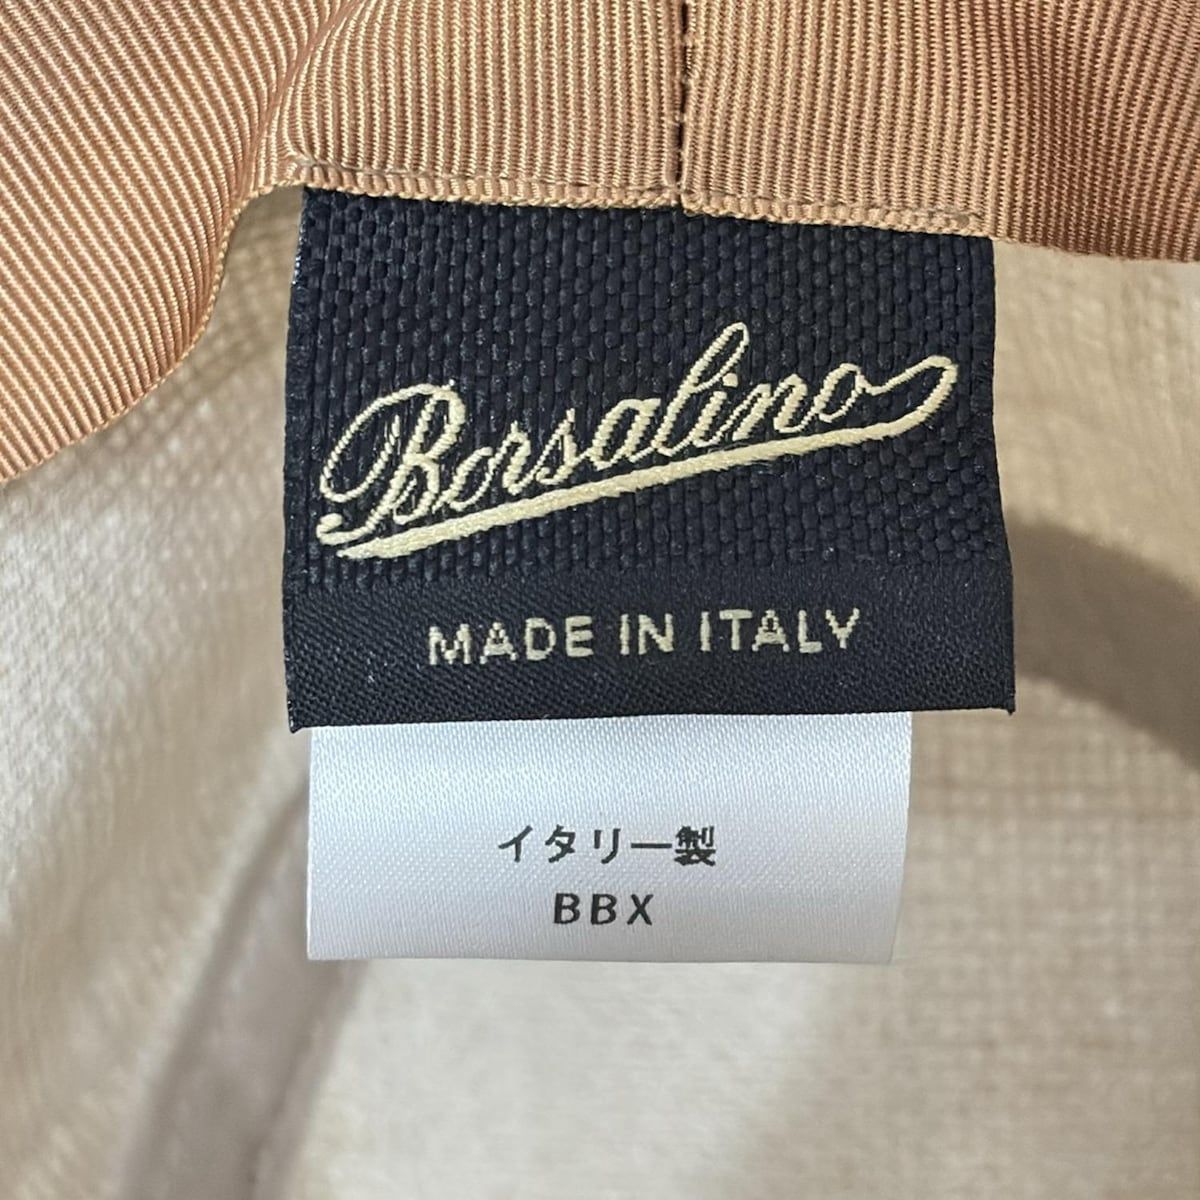 Borsalino
MADE IN ITALY
イタリー製
BBX